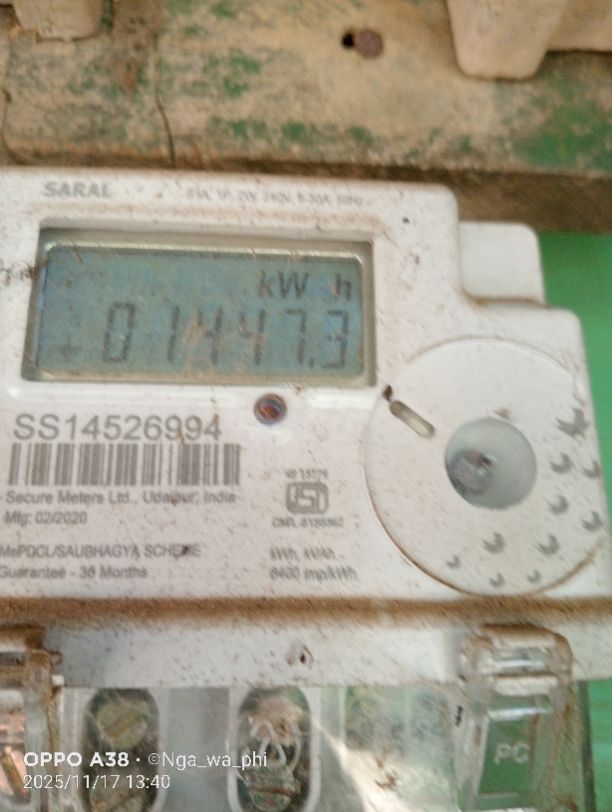 SARAL
kW h
+01447.3
SS14526994
Secure Meters Ltd., Udaipur, India
Mfg: 02/2020
MePDCL/SAUBHAGYA SCHEME
Guarantee - 36 Months
kWh
6400 imp/kWh
PC
OPPO A38 · ©Nga_wa_phi
2025/11/17 13:40